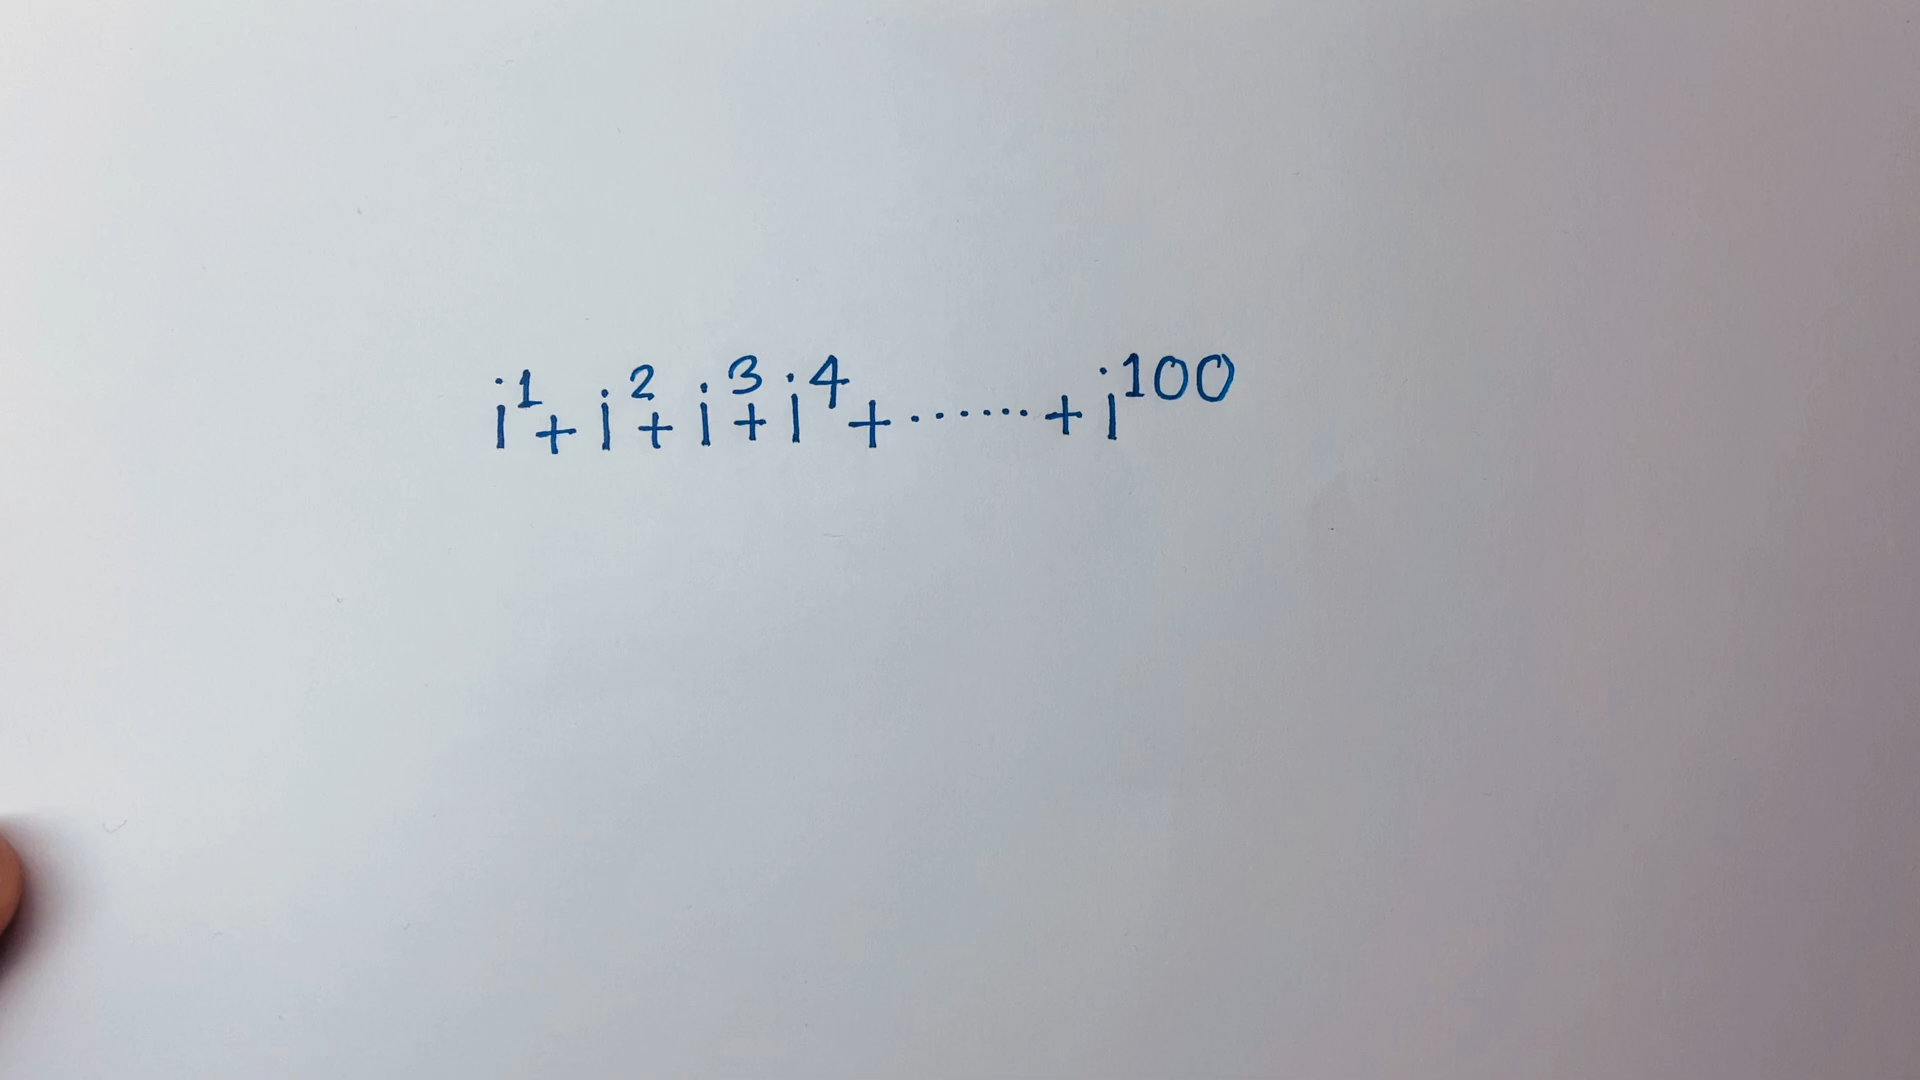 i¹ + i² + i³ + i⁴ + ....... + i¹⁰⁰